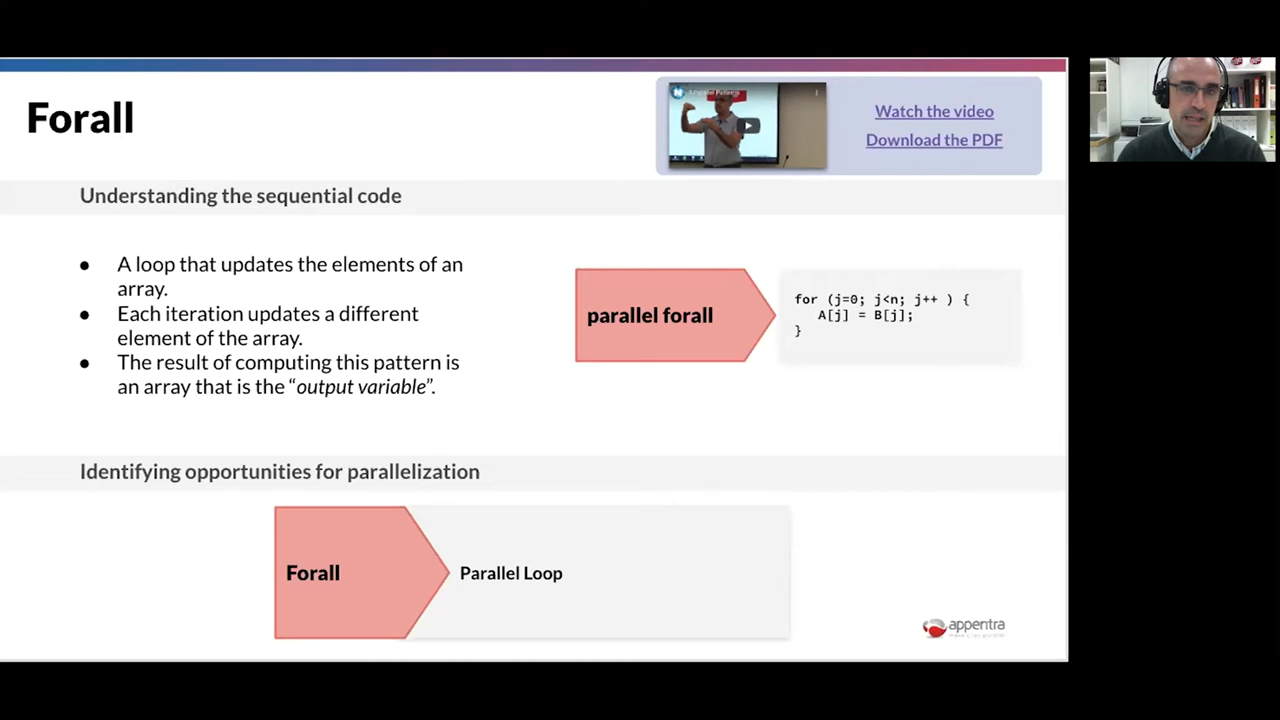 Forall
Parallel Patterns
Watch the video
Download the PDF
Understanding the sequential code
● A loop that updates the elements of an
array.
● Each iteration updates a different
element of the array.
● The result of computing this pattern is
an array that is the “output variable”.
parallel forall
for (j=0; j<n; j++ ) {
A[j] = B[j];
}
Identifying opportunities for parallelization
Forall
Parallel Loop
appentra